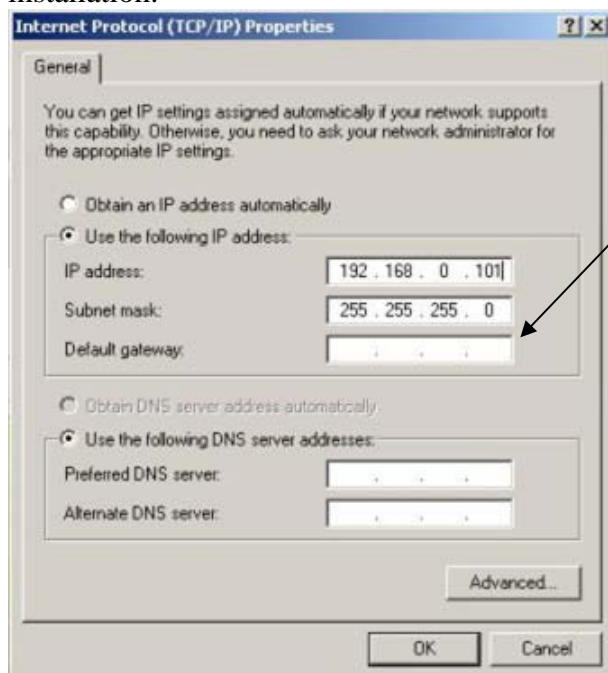 installation.
Internet Protocol (TCP/IP) Properties
General
You can get IP settings assigned automatically if your network supports
this capability. Otherwise, you need to ask your network administrator for
the appropriate IP settings.
Obtain an IP address automatically
Use the following IP address:
IP address: 192 . 168 . 0 . 101
Subnet mask: 255 . 255 . 255 . 0
Default gateway: . . .
Obtain DNS server address automatically
Use the following DNS server addresses:
Preferred DNS server: . . .
Alternate DNS server: . . .
Advanced...
OK Cancel